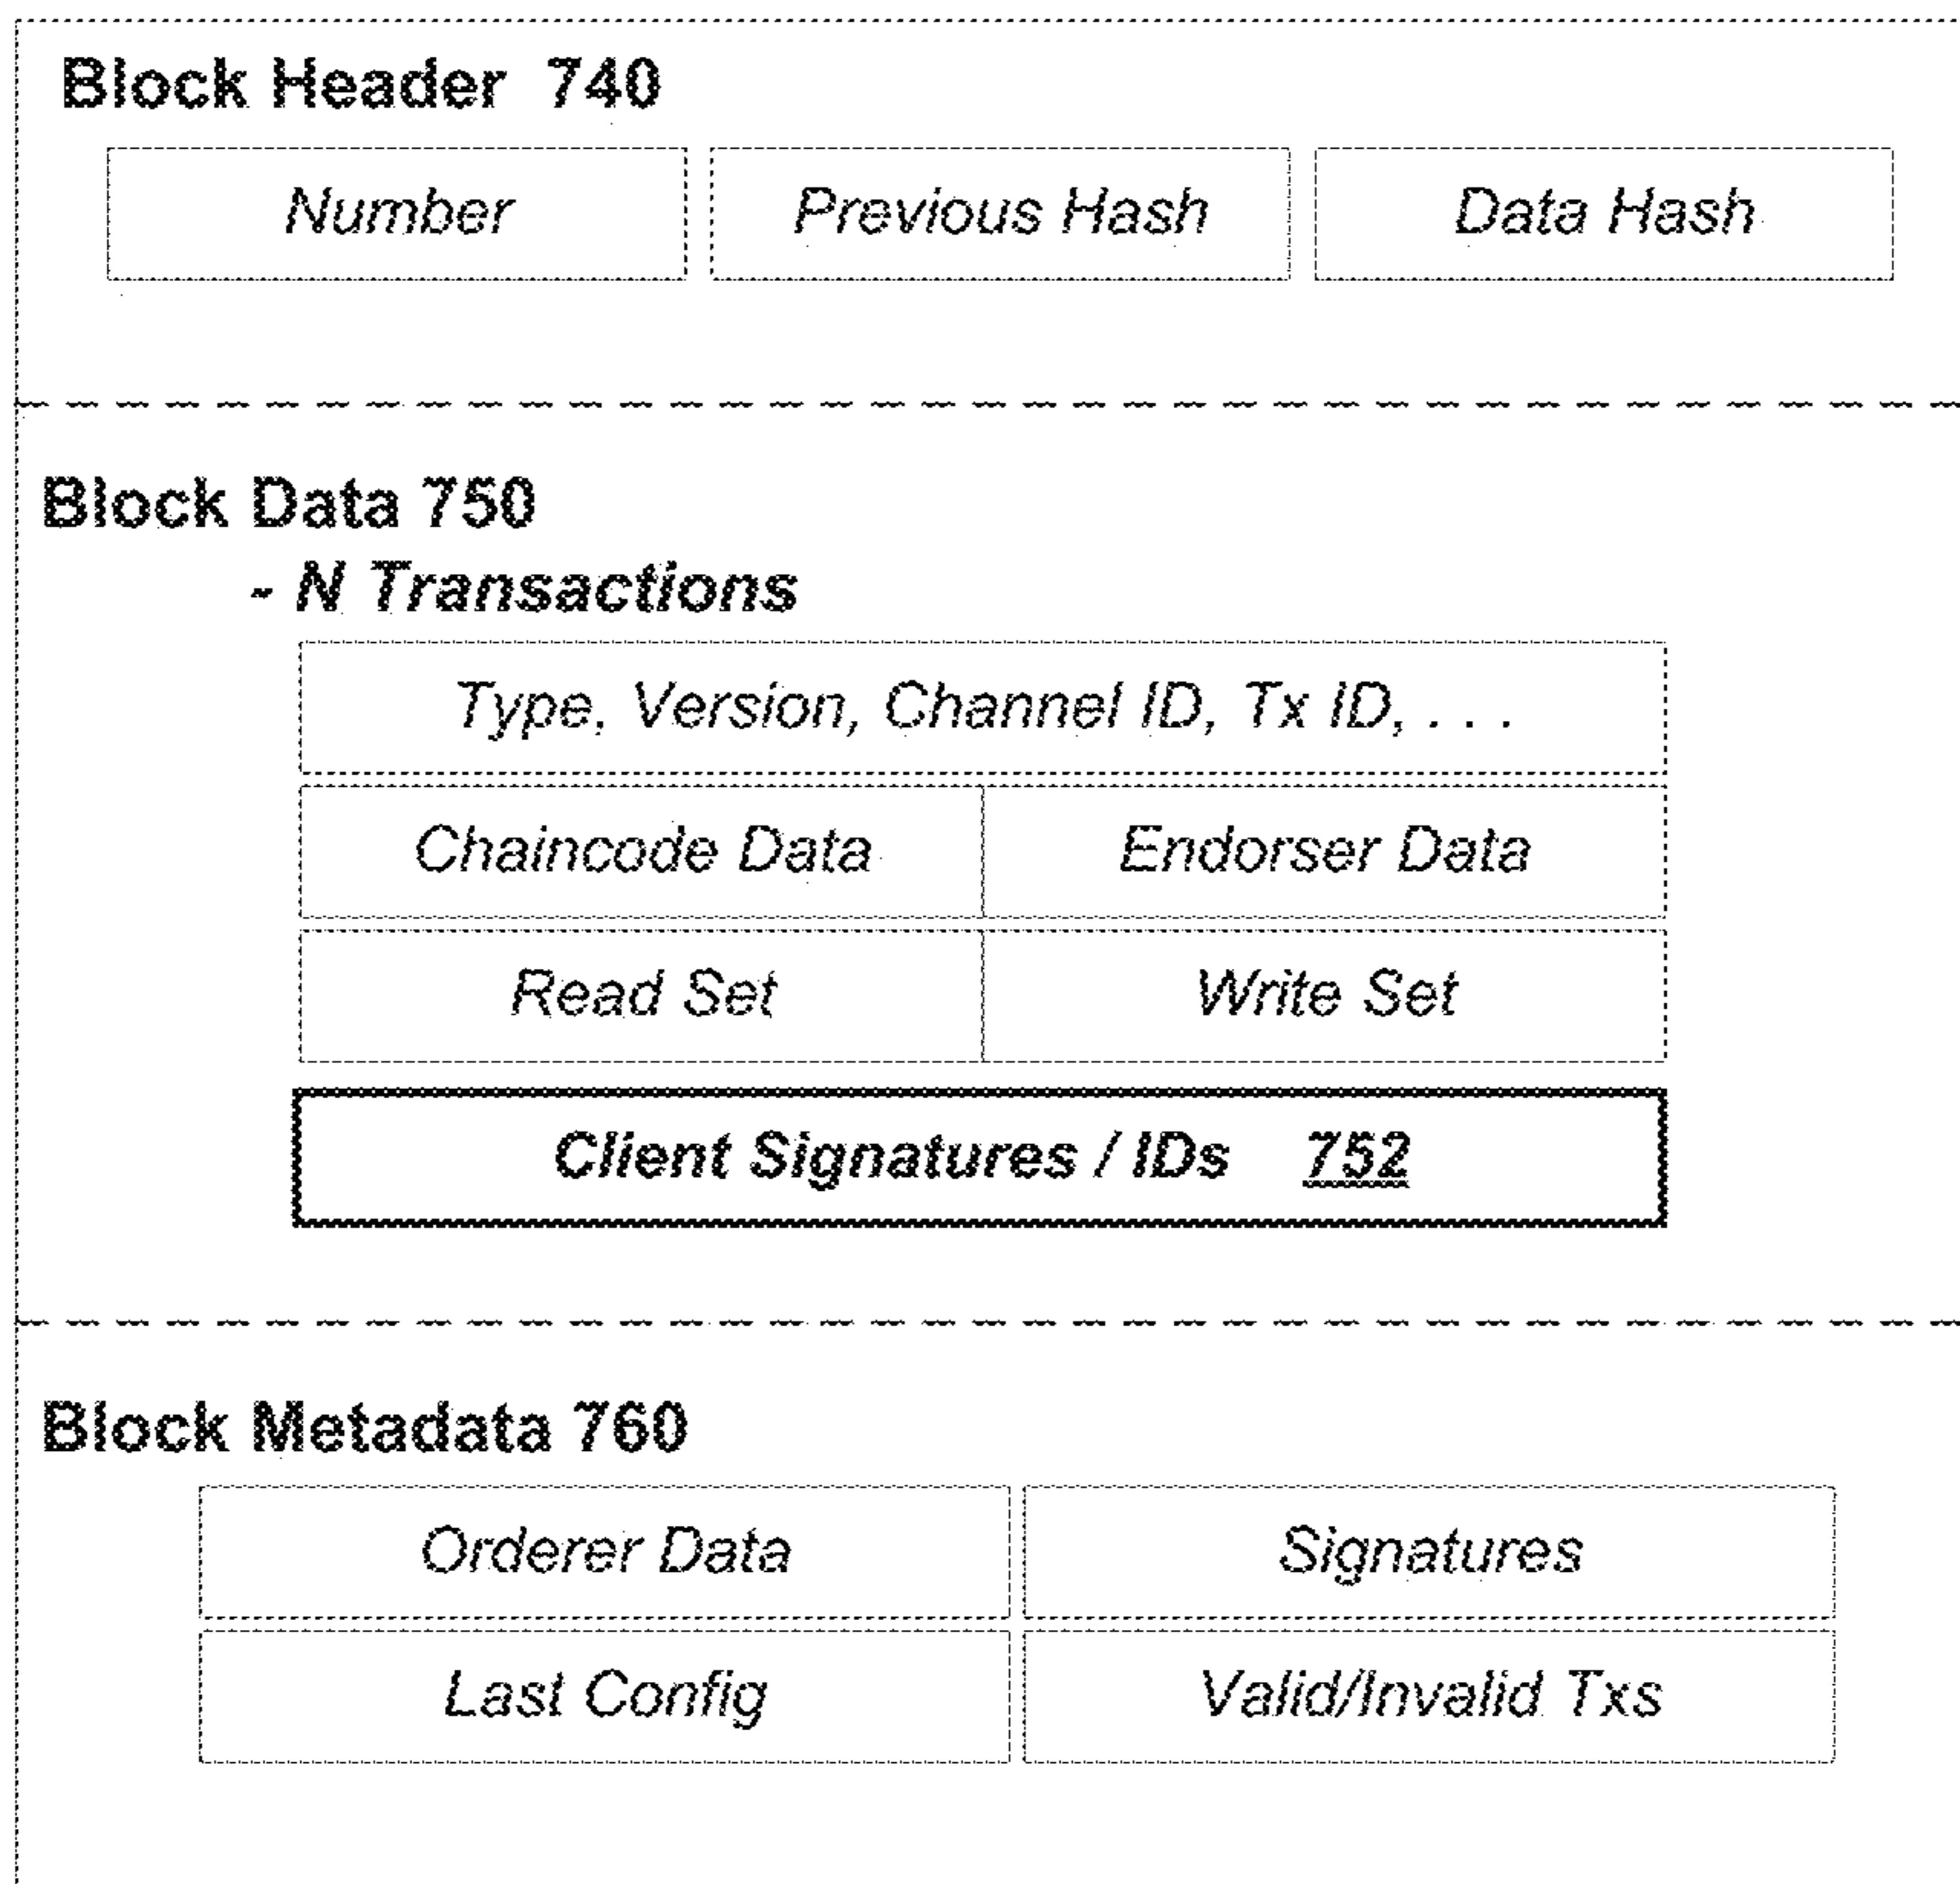 Block Header 740
Number Previous Hash Data Hash
Block Data 750
- N Transactions
Type, Version, Channel ID, Tx ID, . . .
Chaincode Data Endorser Data
Read Set Write Set
Client Signatures / IDs 752
Block Metadata 760
Orderer Data Signatures
Last Config Valid/Invalid Txs